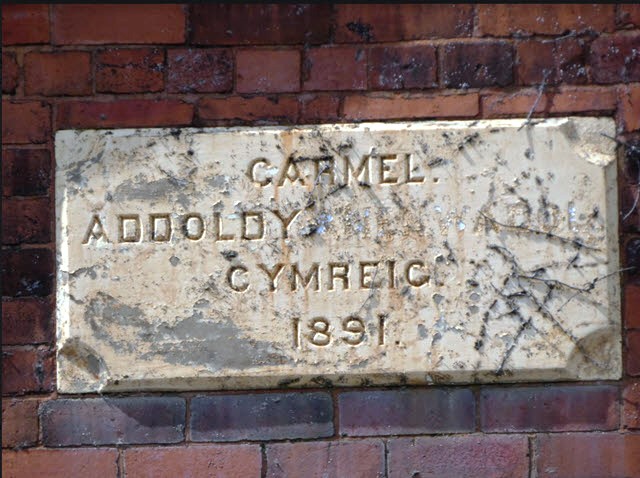 CARMEL.
ADDOLDY
CYMREIG.
1891.